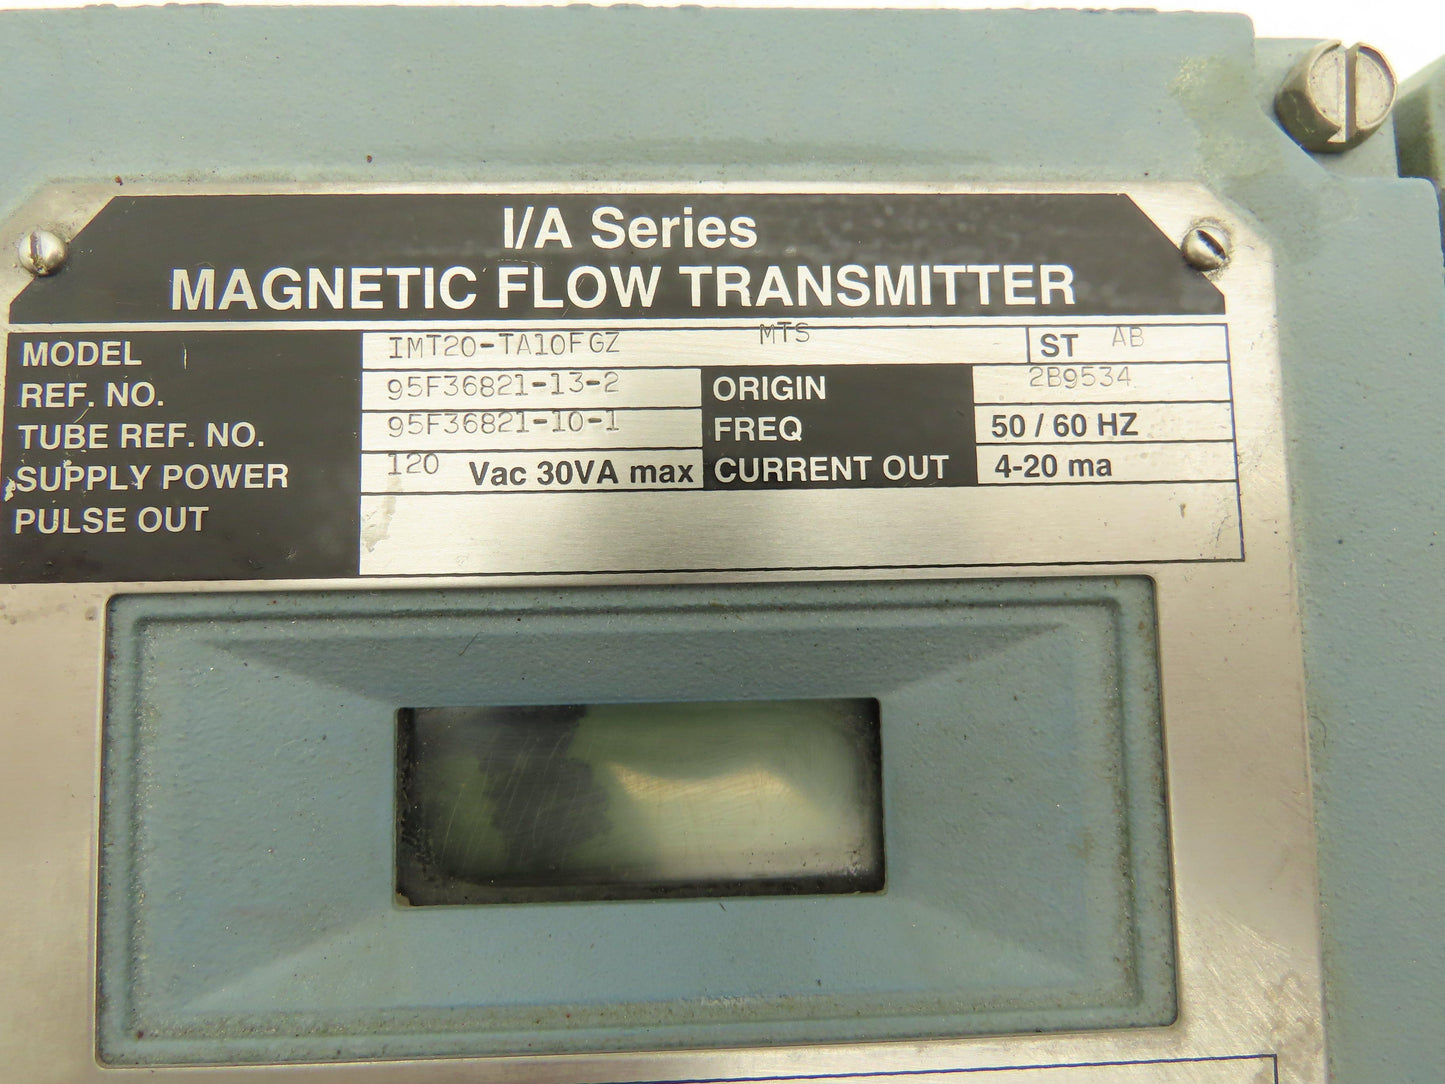 I/A Series
MAGNETIC FLOW TRANSMITTER
MODEL IMT20-TA10FGZ MTS ST AB
REF. NO. 95F36821-13-2 ORIGIN 2B9534
TUBE REF. NO. 95F36821-10-1 FREQ 50 / 60 HZ
SUPPLY POWER 120 Vac 30VA max CURRENT OUT 4-20 ma
PULSE OUT